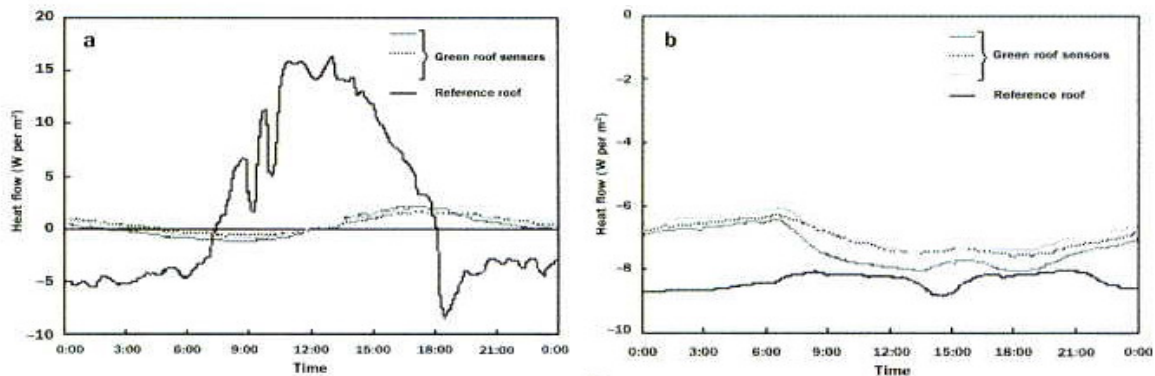 a
Green roof sensors
Reference roof
Heat flow (W per m²)
20
15
10
5
0
−5
−10
0:00 3:00 6:00 9:00 12:00 15:00 18:00 21:00 0:00
Time
b
Green roof sensors
Reference roof
Heat flow (W per m²)
0
−2
−4
−6
−8
−10
0:00 3:00 6:00 9:00 12:00 15:00 18:00 21:00 0:00
Time